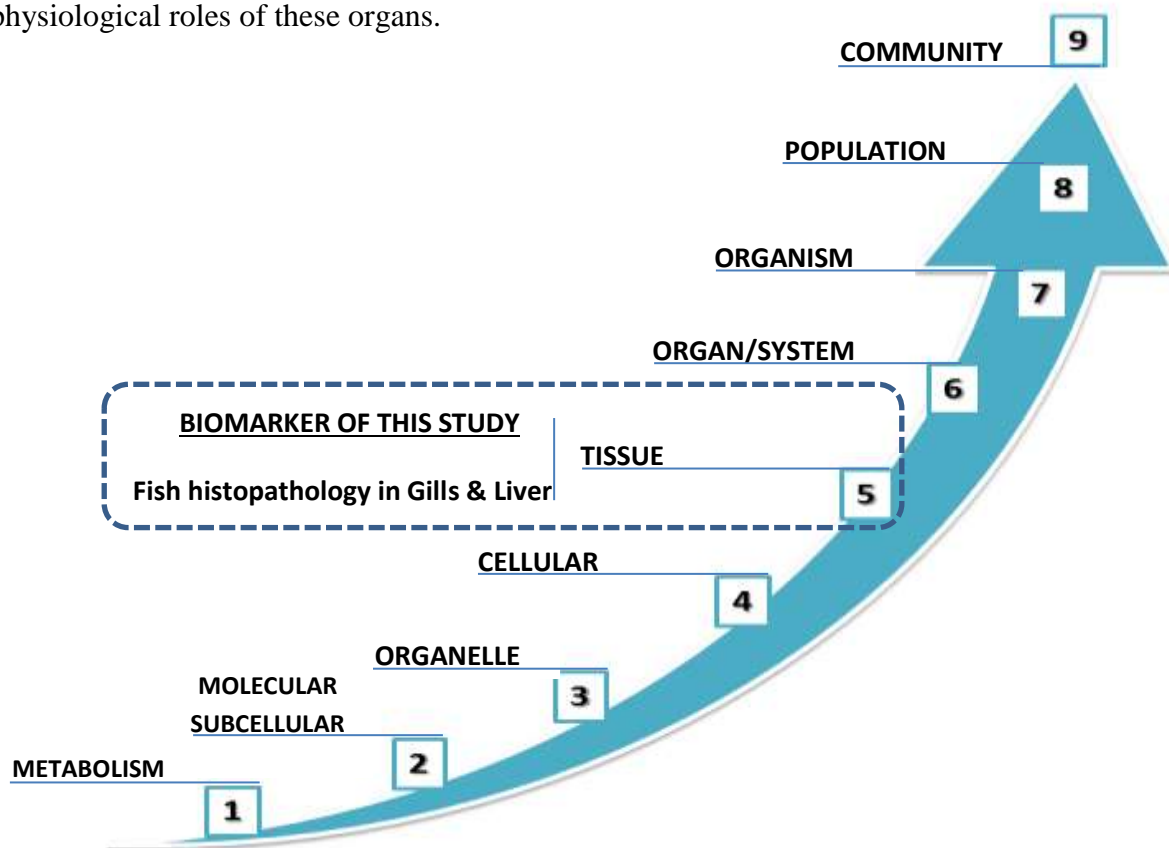 physiological roles of these organs.
COMMUNITY 9
POPULATION
8
ORGANISM
7
ORGAN/SYSTEM
6
BIOMARKER OF THIS STUDY
TISSUE
Fish histopathology in Gills & Liver
5
CELLULAR
4
ORGANELLE
3
MOLECULAR
SUBCELLULAR
2
METABOLISM
1